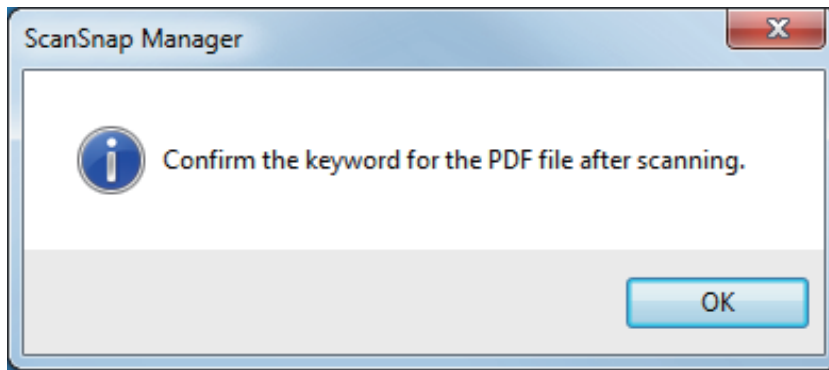 ScanSnap Manager
Confirm the keyword for the PDF file after scanning.
OK